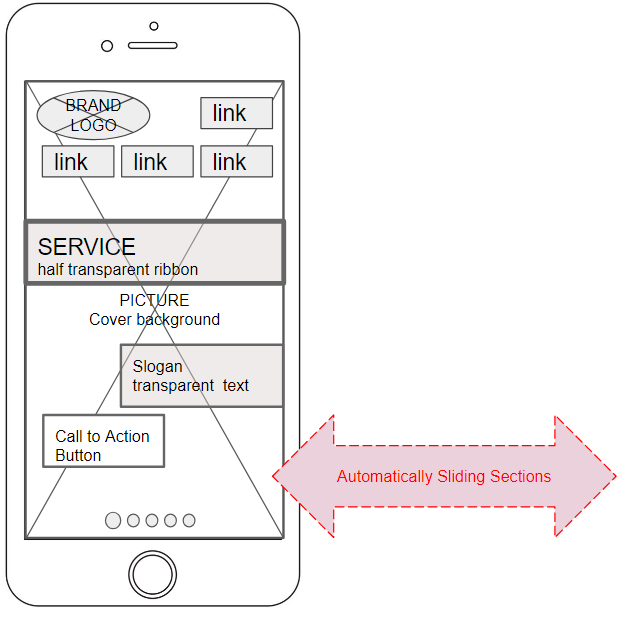 BRAND
LOGO
link
link
link
link
SERVICE
half transparent ribbon
PICTURE
Cover background
Slogan
transparent text
Call to Action
Button
Automatically Sliding Sections